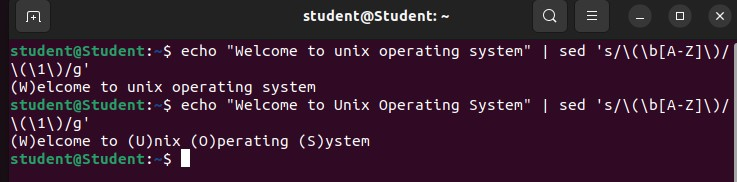 student@Student: ~
student@Student:~$ echo "Welcome to unix operating system" | sed 's/\(\b[A-Z]\)/
\(\1\)/g'
(W)elcome to unix operating system
student@Student:~$ echo "Welcome to Unix Operating System" | sed 's/\(\b[A-Z]\)/
\(\1\)/g'
(W)elcome to (U)nix (O)perating (S)ystem
student@Student:~$